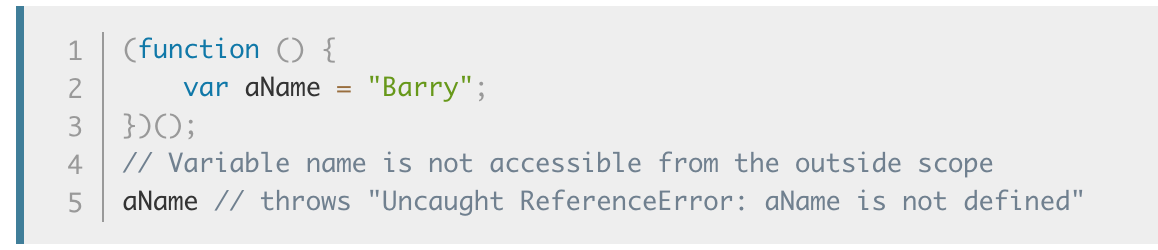 1 (function () {
2     var aName = "Barry";
3 })();
4 // Variable name is not accessible from the outside scope
5 aName // throws "Uncaught ReferenceError: aName is not defined"